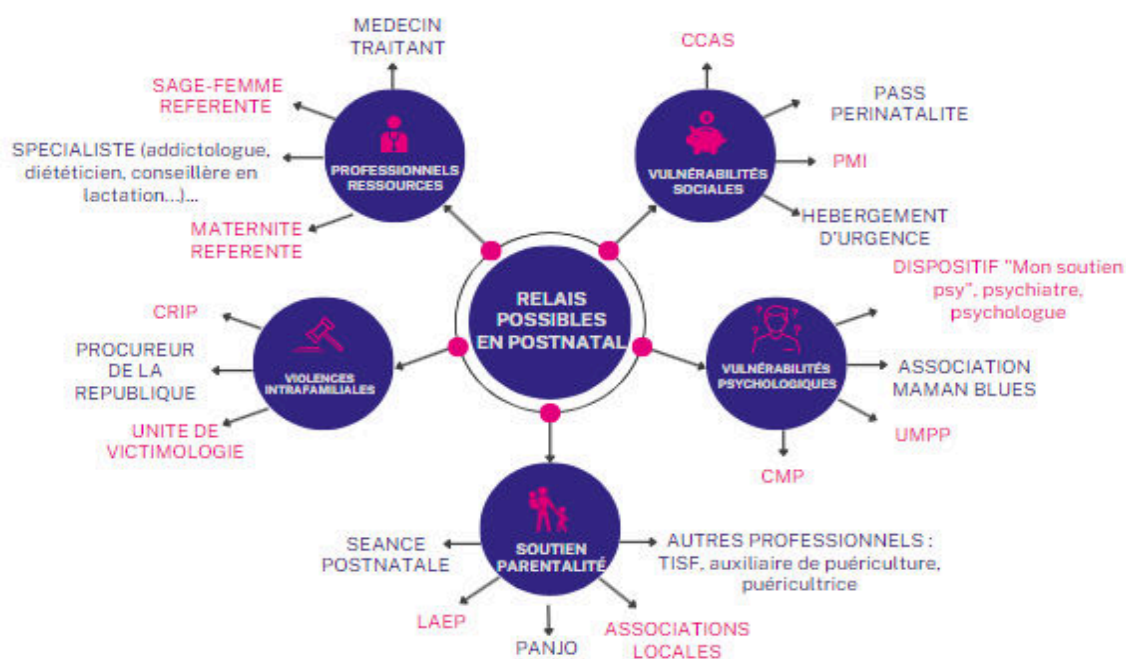 RELAIS
POSSIBLES
EN POSTNATAL
PROFESSIONNELS
RESSOURCES
MEDECIN
TRAITANT
SAGE-FEMME
REFERENTE
SPECIALISTE (addictologue,
diététicien, conseillère en
lactation...)...
MATERNITE
REFERENTE
VULNÉRABILITÉS
SOCIALES
CCAS
PASS
PERINATALITE
PMI
HEBERGEMENT
D'URGENCE
VULNÉRABILITÉS
PSYCHOLOGIQUES
DISPOSITIF "Mon soutien
psy", psychiatre,
psychologue
ASSOCIATION
MAMAN BLUES
UMPP
CMP
SOUTIEN
PARENTALITÉ
AUTRES PROFESSIONNELS :
TISF, auxiliaire de puériculture,
puéricultrice
ASSOCIATIONS
LOCALES
PANJO
LAEP
SEANCE
POSTNATALE
VIOLENCES
INTRAFAMILIALES
CRIP
PROCUREUR
DE LA
REPUBLIQUE
UNITE DE
VICTIMOLOGIE